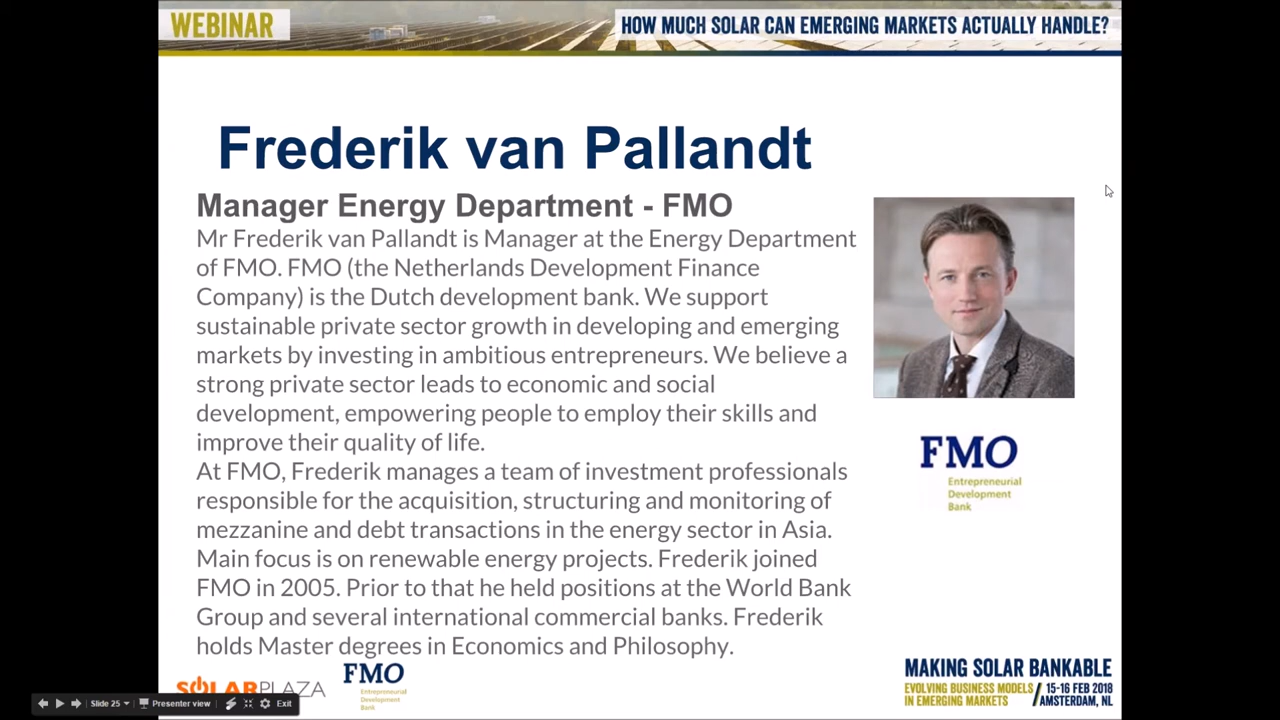 WEBINAR
HOW MUCH SOLAR CAN EMERGING MARKETS ACTUALLY HANDLE?
Frederik van Pallandt
Manager Energy Department - FMO
Mr Frederik van Pallandt is Manager at the Energy Department
of FMO. FMO (the Netherlands Development Finance
Company) is the Dutch development bank. We support
sustainable private sector growth in developing and emerging
markets by investing in ambitious entrepreneurs. We believe a
strong private sector leads to economic and social
development, empowering people to employ their skills and
improve their quality of life.
At FMO, Frederik manages a team of investment professionals
responsible for the acquisition, structuring and monitoring of
mezzanine and debt transactions in the energy sector in Asia.
Main focus is on renewable energy projects. Frederik joined
FMO in 2005. Prior to that he held positions at the World Bank
Group and several international commercial banks. Frederik
holds Master degrees in Economics and Philosophy.
FMO
Entrepreneurial
Development
Bank
SOLARPLAZA
FMO
Entrepreneurial
Development
Bank
MAKING SOLAR BANKABLE
EVOLVING BUSINESS MODELS
IN EMERGING MARKETS
15-16 FEB 2018
AMSTERDAM, NL
Slide 25
Presenter view
Exit